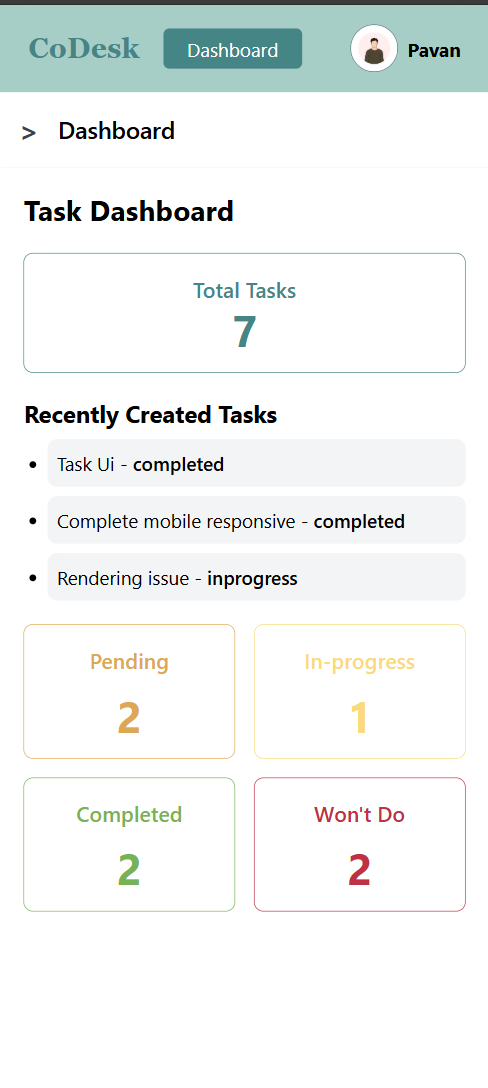 CoDesk Dashboard Pavan
> Dashboard
Task Dashboard
Total Tasks
7
Recently Created Tasks
• Task Ui - completed
• Complete mobile responsive - completed
• Rendering issue - inprogress
Pending
2
In-progress
1
Completed
2
Won't Do
2